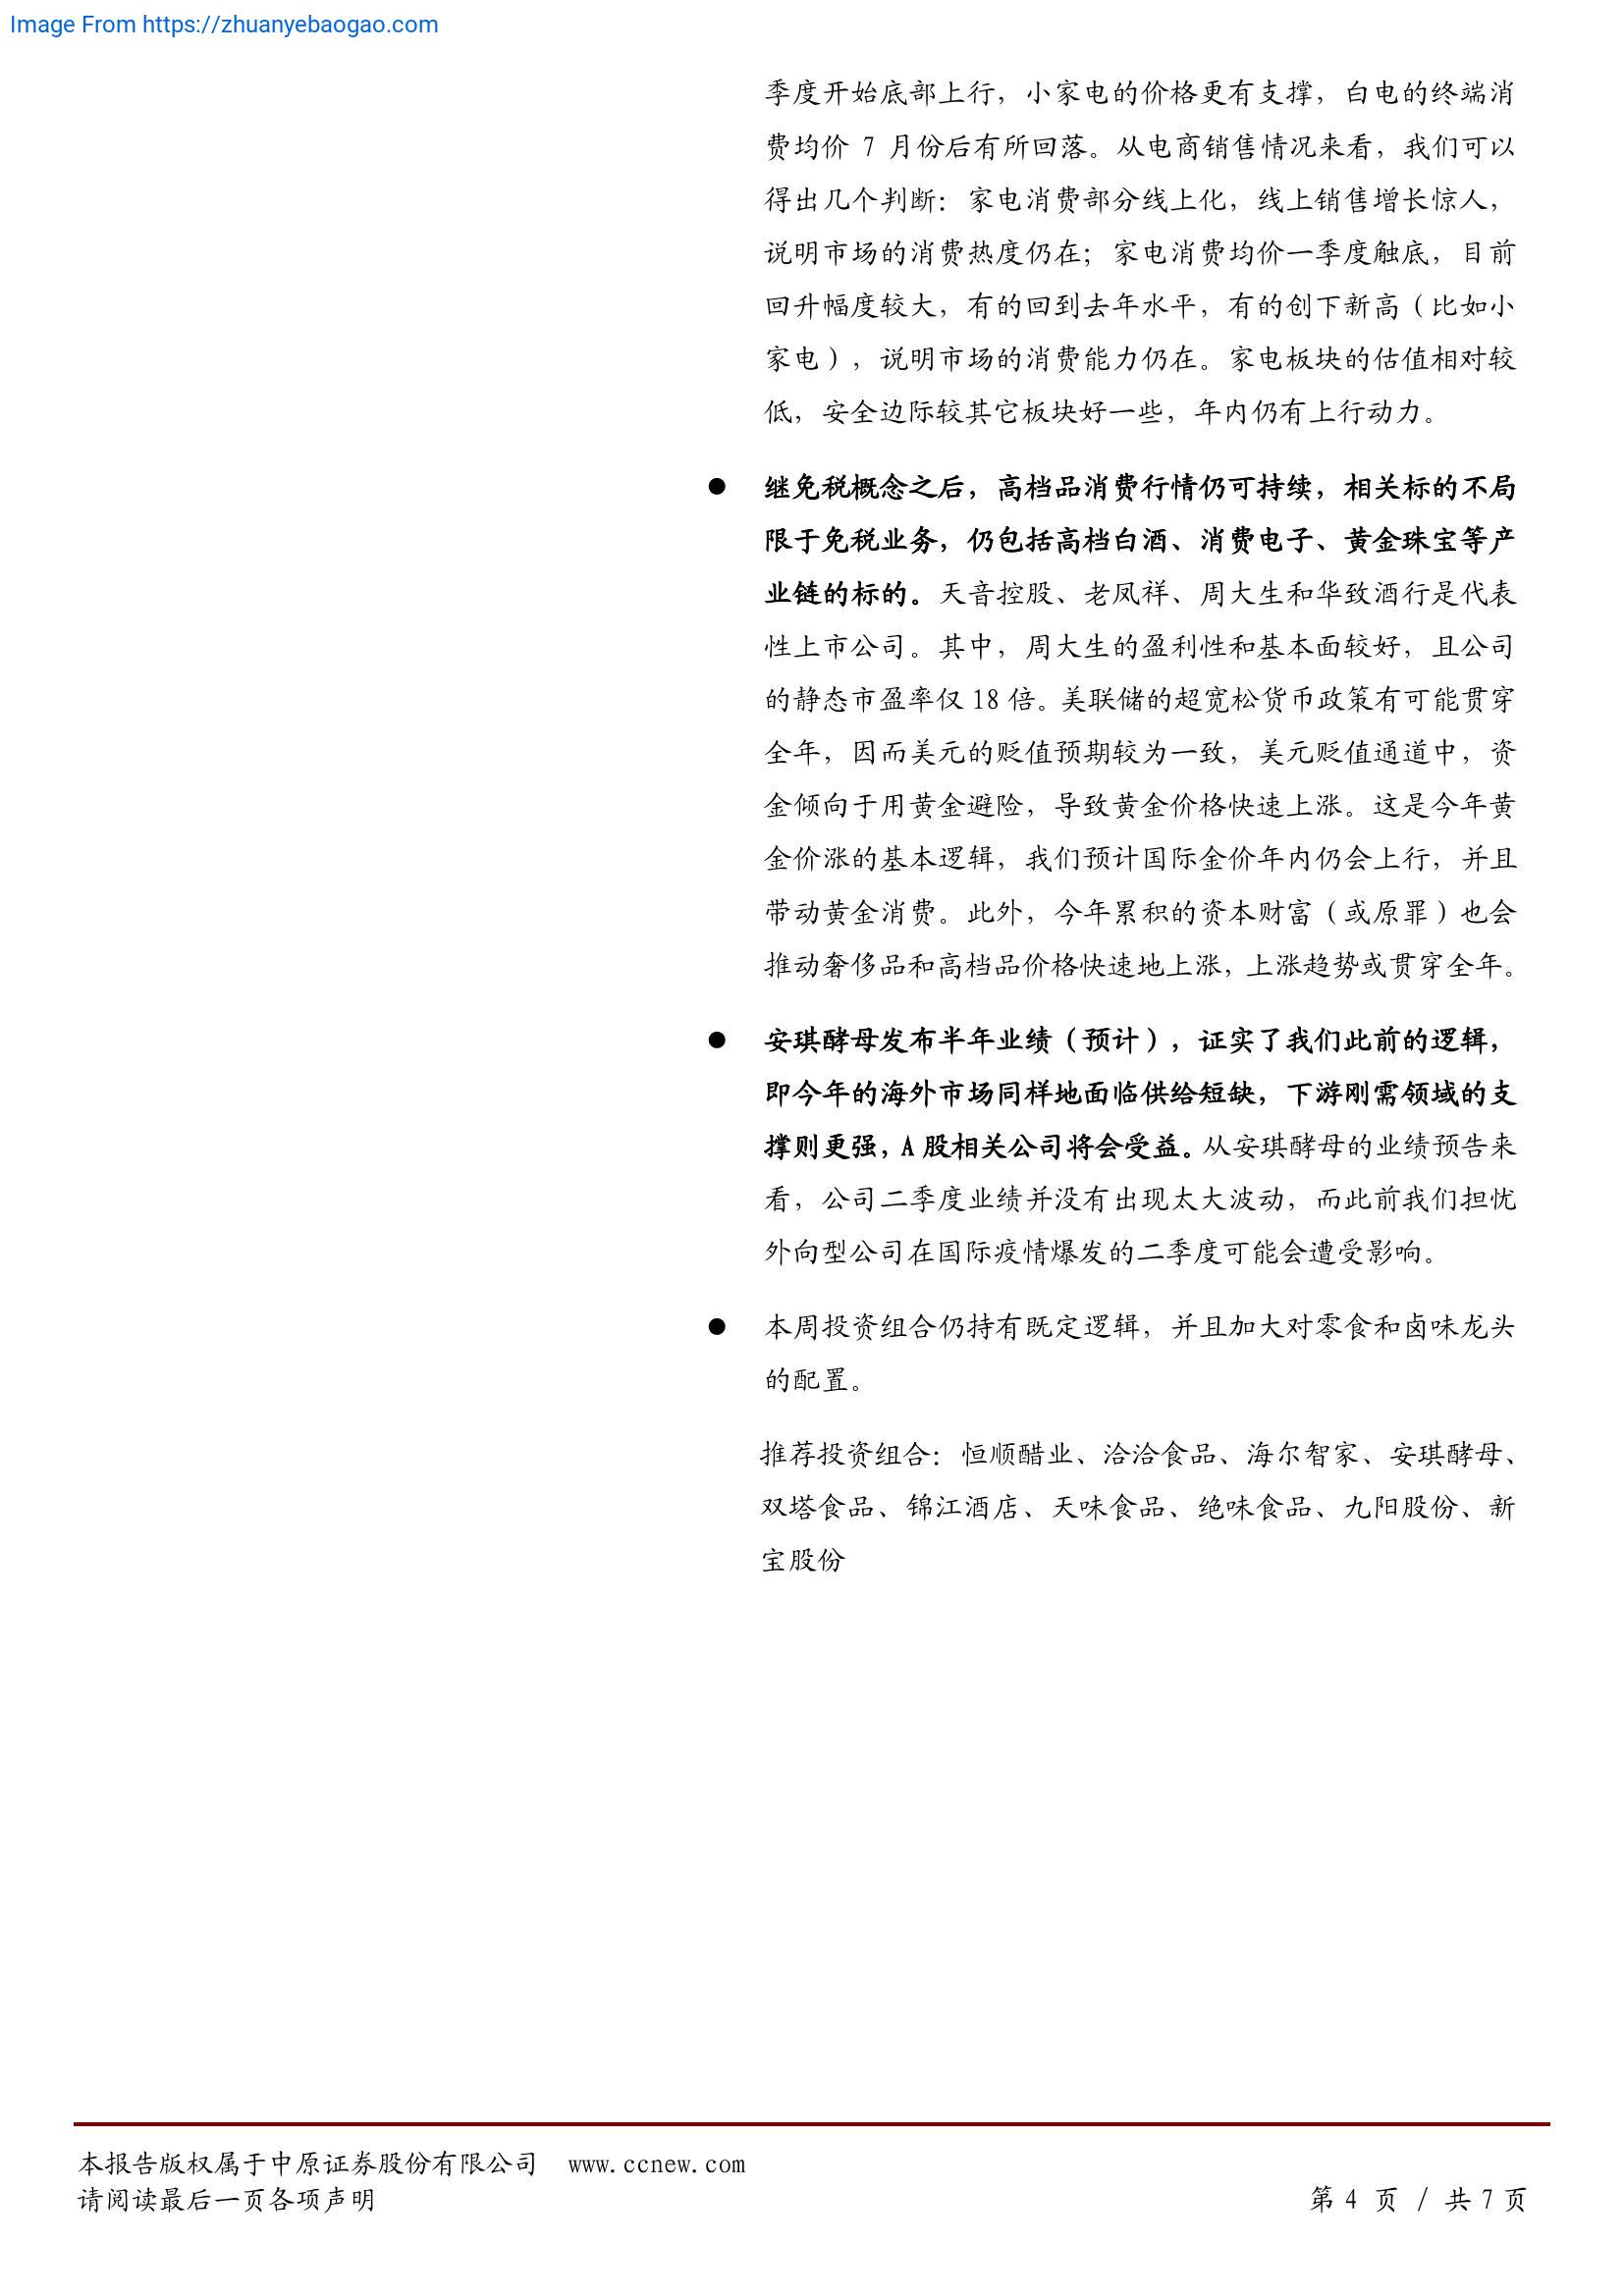 Image From https://zhuanyebaogao.com
季度开始底部上行，小家电的价格更有支撑，白电的终端消
费均价 7 月份后有所回落。从电商销售情况来看，我们可以
得出几个判断：家电消费部分线上化，线上销售增长惊人，
说明市场的消费热度仍在；家电消费均价一季度触底，目前
回升幅度较大，有的回到去年水平，有的创下新高（比如小
家电），说明市场的消费能力仍在。家电板块的估值相对较
低，安全边际较其它板块好一些，年内仍有上行动力。
● 继免税概念之后，高档品消费行情仍可持续，相关标的不局
限于免税业务，仍包括高档白酒、消费电子、黄金珠宝等产
业链的标的。天音控股、老凤祥、周大生和华致酒行是代表
性上市公司。其中，周大生的盈利性和基本面较好，且公司
的静态市盈率仅 18 倍。美联储的超宽松货币政策有可能贯穿
全年，因而美元的贬值预期较为一致，美元贬值通道中，资
金倾向于用黄金避险，导致黄金价格快速上涨。这是今年黄
金价涨的基本逻辑，我们预计国际金价年内仍会上行，并且
带动黄金消费。此外，今年累积的资本财富（或原罪）也会
推动奢侈品和高档品价格快速地上涨，上涨趋势或贯穿全年。
● 安琪酵母发布半年业绩（预计），证实了我们此前的逻辑，
即今年的海外市场同样地面临供给短缺，下游刚需领域的支
撑则更强，A 股相关公司将会受益。从安琪酵母的业绩预告来
看，公司二季度业绩并没有出现太大波动，而此前我们担忧
外向型公司在国际疫情爆发的二季度可能会遭受影响。
● 本周投资组合仍持有既定逻辑，并且加大对零食和卤味龙头
的配置。
推荐投资组合：恒顺醋业、洽洽食品、海尔智家、安琪酵母、
双塔食品、锦江酒店、天味食品、绝味食品、九阳股份、新
宝股份
本报告版权属于中原证券股份有限公司 www.ccnew.com
请阅读最后一页各项声明
第 4 页 / 共 7 页